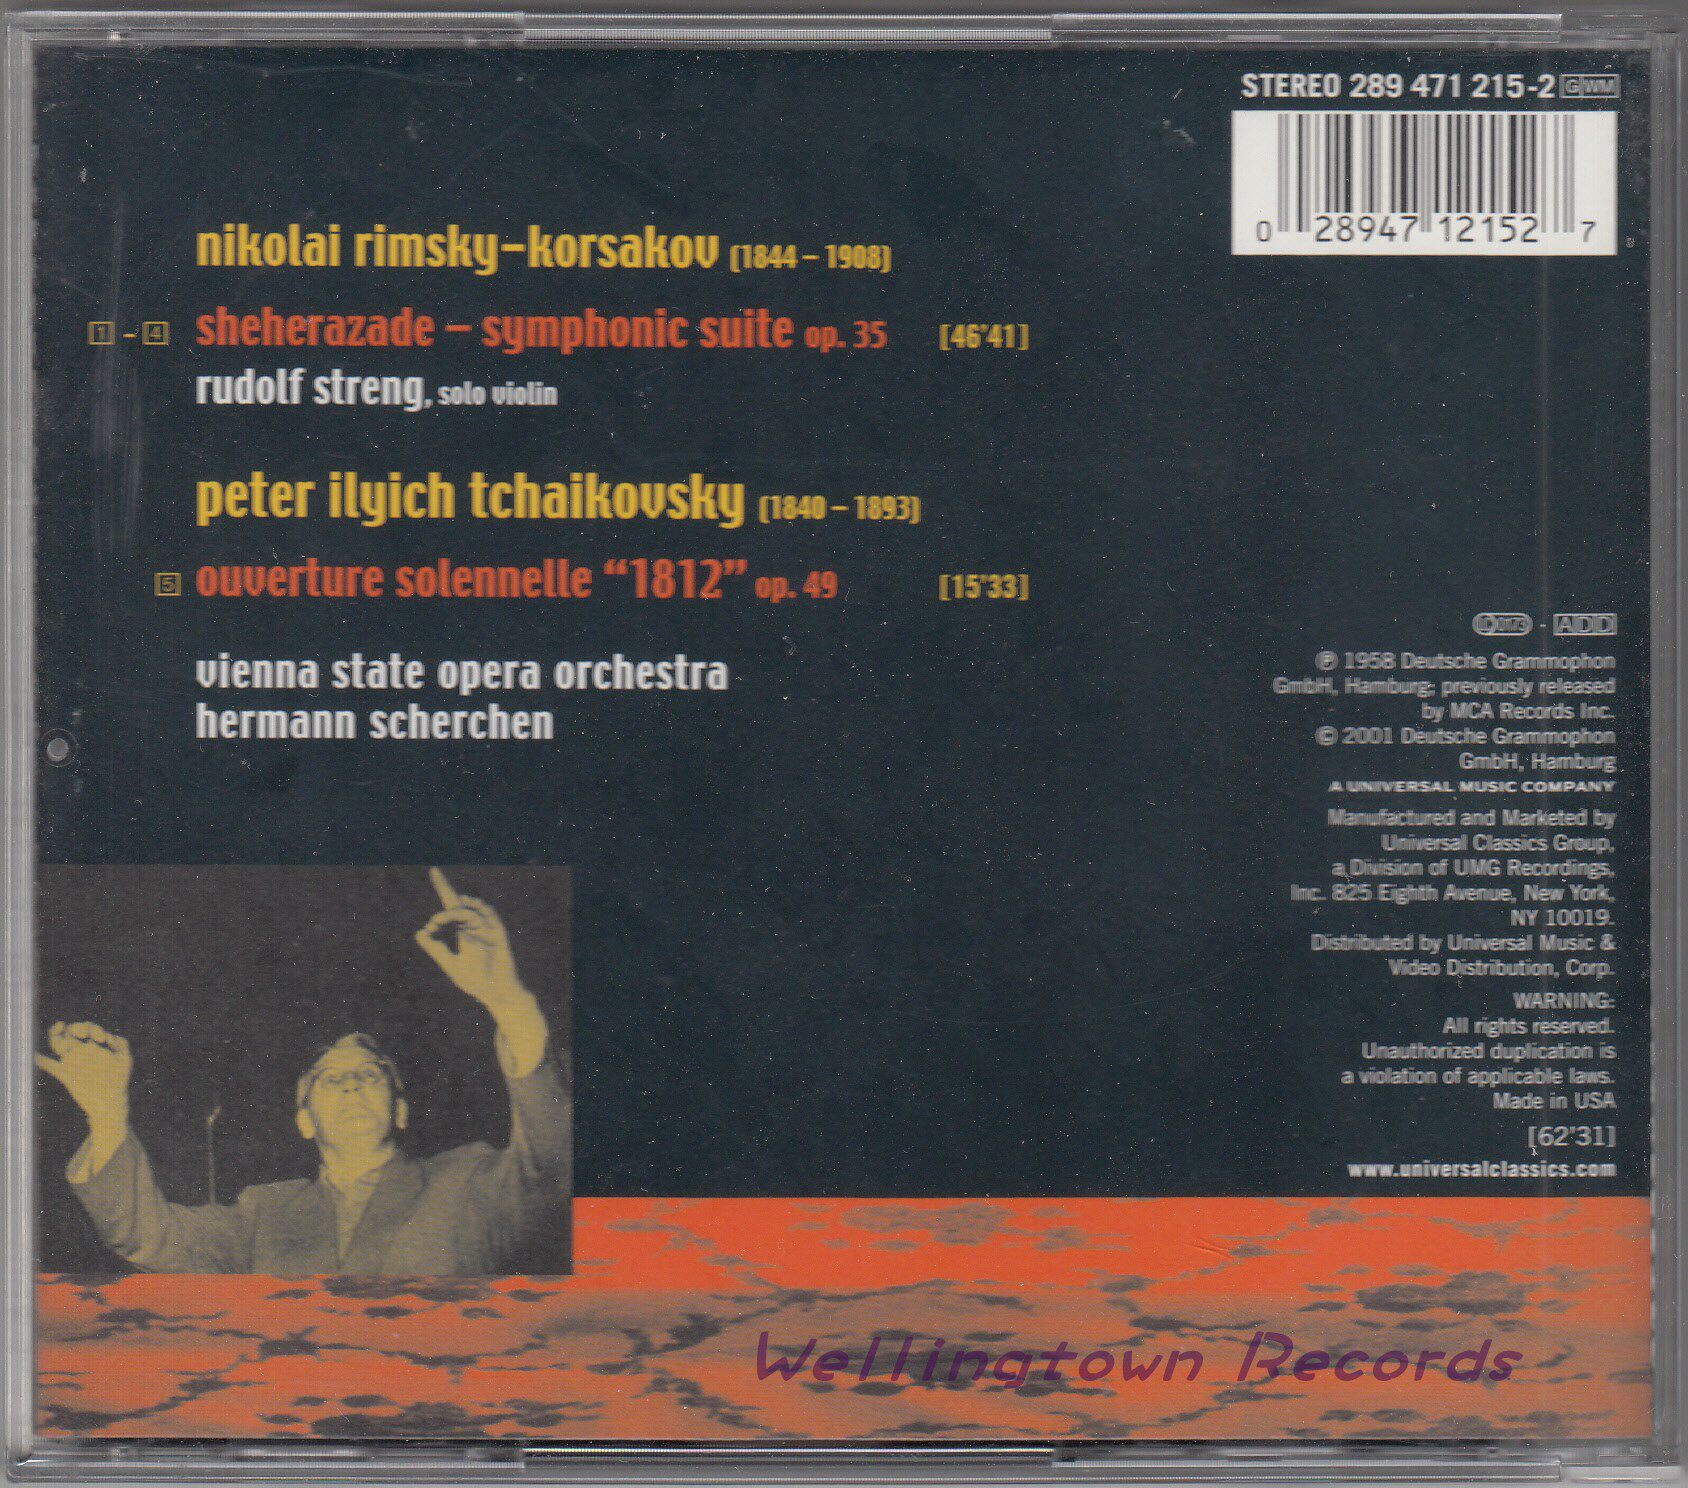 STEREO 289 471 215-2 GWM
0 28947 12152 7
nikolai rimsky-korsakov (1844 – 1908)
1 - 4 sheherazade – symphonic suite op. 35 [46'41]
rudolf streng, solo violin
peter ilyich tchaikovsky (1840 – 1893)
5 ouverture solennelle “1812” op. 49 [15'33]
vienna state opera orchestra
hermann scherchen
ADD
℗ 1958 Deutsche Grammophon
GmbH, Hamburg; previously released
by MCA Records Inc.
© 2001 Deutsche Grammophon
GmbH, Hamburg
A UNIVERSAL MUSIC COMPANY
Manufactured and Marketed by
Universal Classics Group,
a Division of UMG Recordings,
Inc. 825 Eighth Avenue, New York,
NY 10019.
Distributed by Universal Music &
Video Distribution, Corp.
WARNING:
All rights reserved.
Unauthorized duplication is
a violation of applicable laws.
Made in USA
[62'31]
www.universalclassics.com
Wellingtown Records